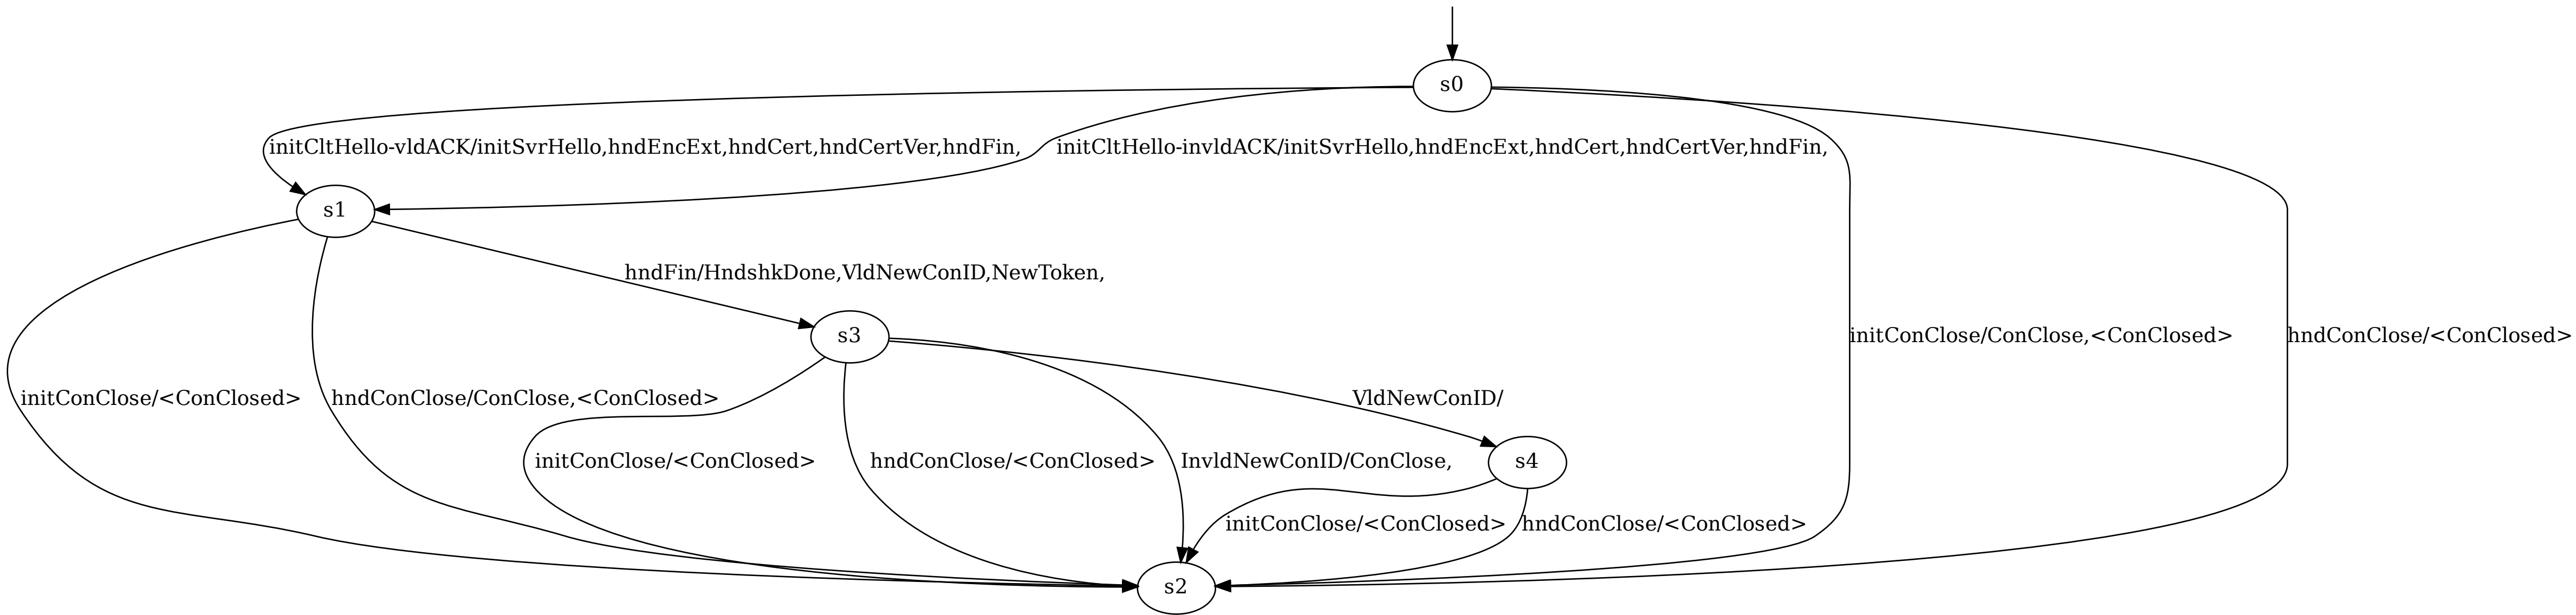 s0
initCltHello-vldACK/initSvrHello,hndEncExt,hndCert,hndCertVer,hndFin,
initCltHello-invldACK/initSvrHello,hndEncExt,hndCert,hndCertVer,hndFin,
s1
hndFin/HndshkDone,VldNewConID,NewToken,
s3
initConClose/ConClose,<ConClosed>
hndConClose/<ConClosed>
initConClose/<ConClosed>
hndConClose/ConClose,<ConClosed>
VldNewConID/
initConClose/<ConClosed>
hndConClose/<ConClosed>
InvldNewConID/ConClose,
s4
initConClose/<ConClosed>
hndConClose/<ConClosed>
s2